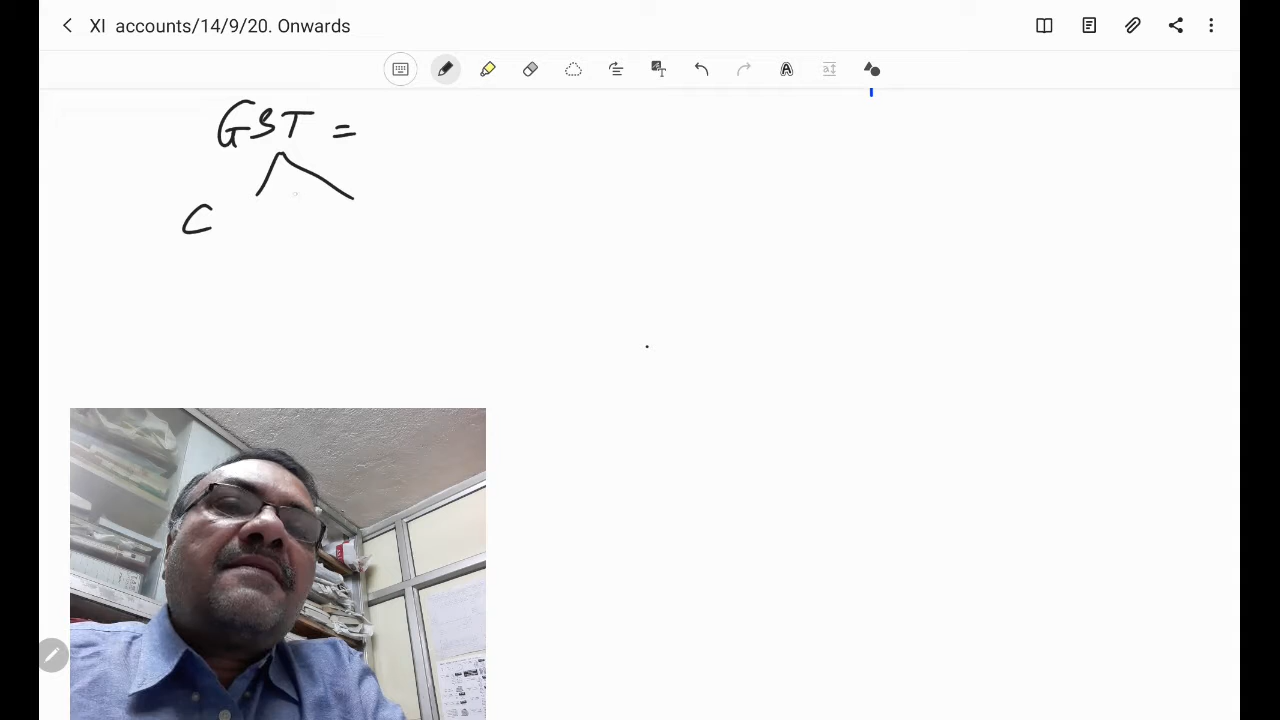 XI accounts/14/9/20. Onwards
GST =
C